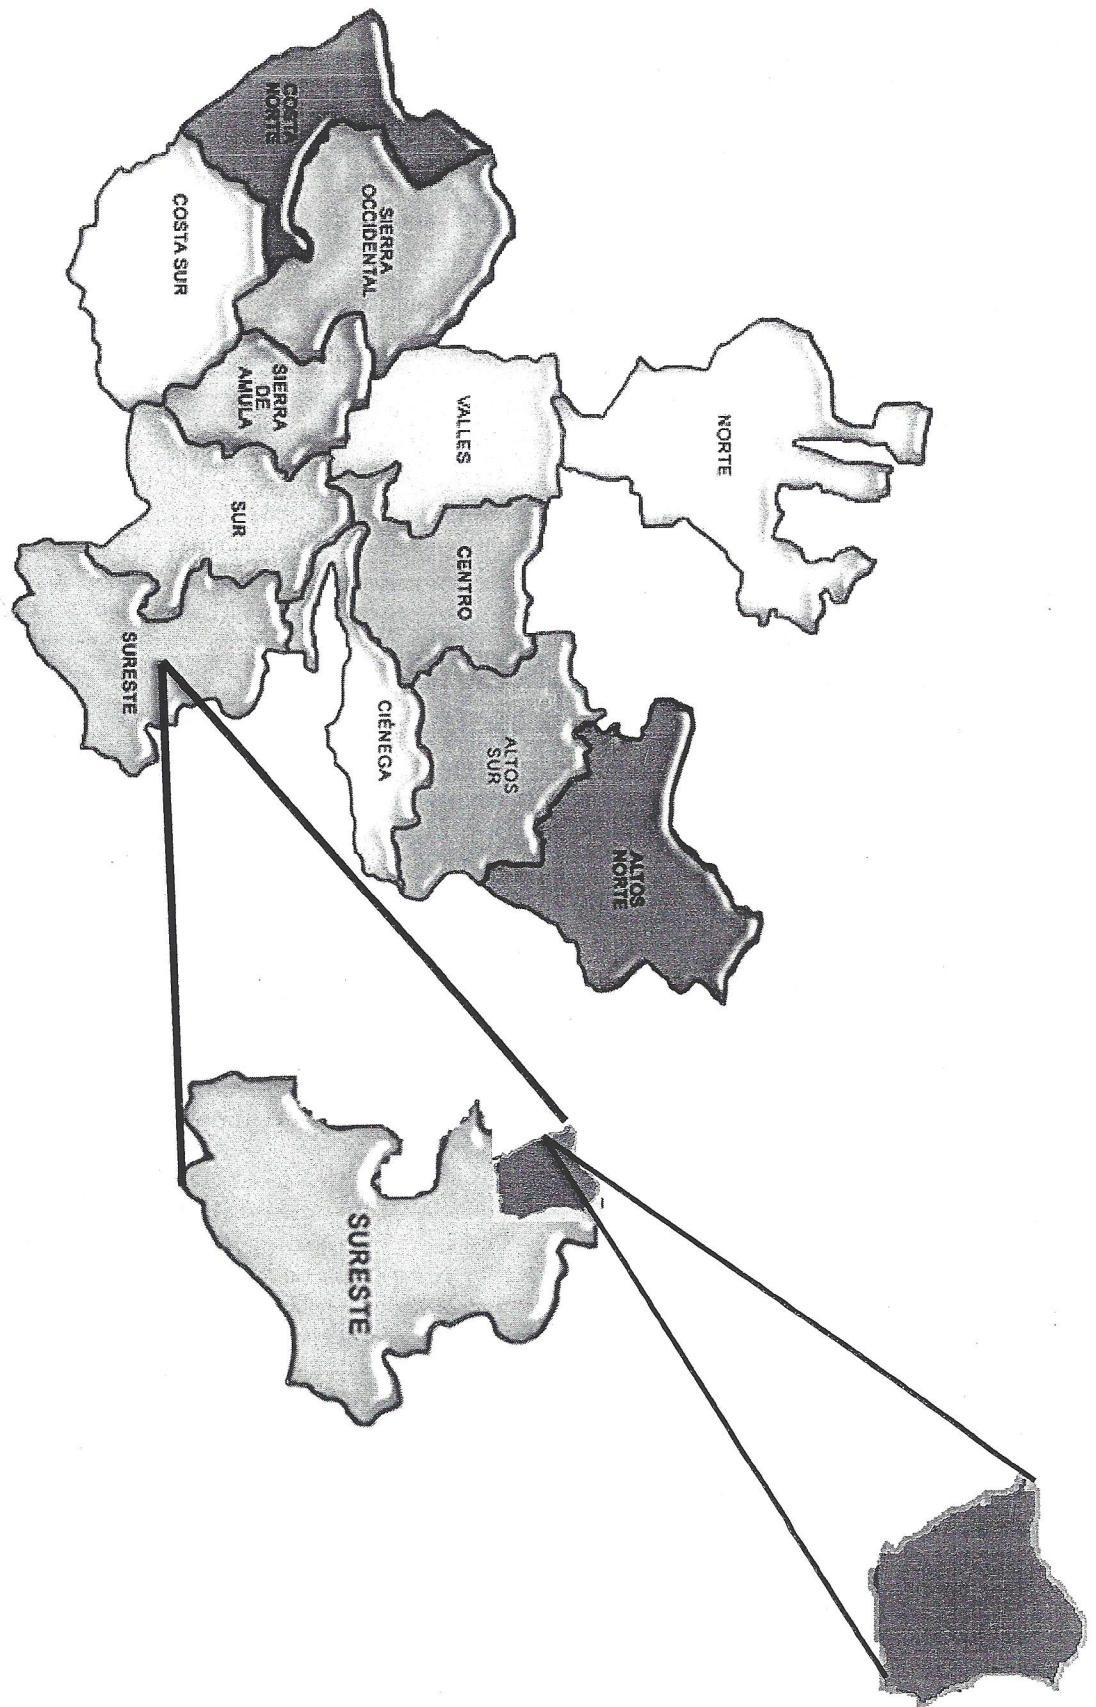 NORTE
COSTA
NORTE
SIERRA
OCCIDENTAL
COSTA SUR
SIERRA
DE
AMULA
VALLES
SUR
CENTRO
ALTOS
NORTE
ALTOS
SUR
CIÉNEGA
SURESTE
SURESTE